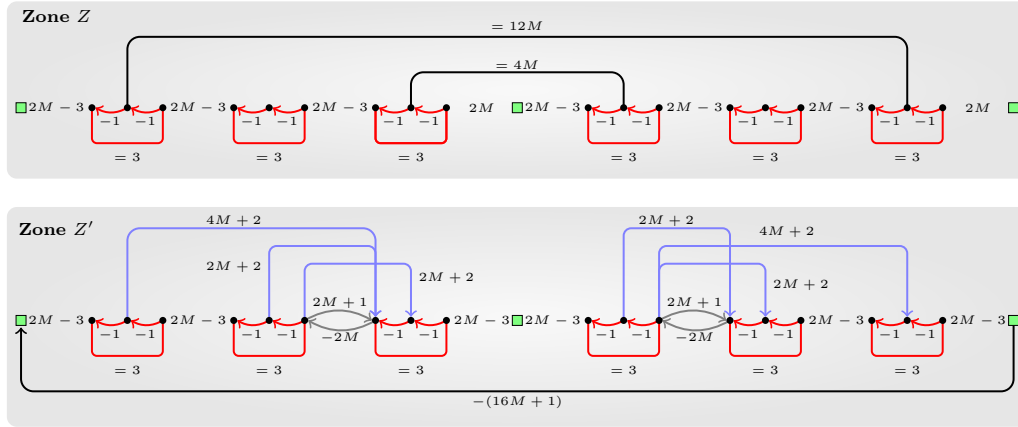 Zone Z
= 12M
= 4M
2M − 3 2M − 3 2M − 3 2M 2M − 3 2M − 3 2M − 3 2M
−1 −1 −1 −1 −1 −1 −1 −1 −1 −1 −1 −1
= 3 = 3 = 3 = 3 = 3 = 3
Zone Z′
4M + 2 2M + 2 4M + 2
2M + 2 2M + 2 2M + 2
2M + 1 2M + 1
2M − 3 2M − 3 2M − 3 2M − 3 2M − 3 2M − 3
−1 −1 −1 −1 −2M −1 −1 −1 −1 −2M −1 −1 −1 −1
= 3 = 3 = 3 = 3 = 3 = 3
−(16M + 1)